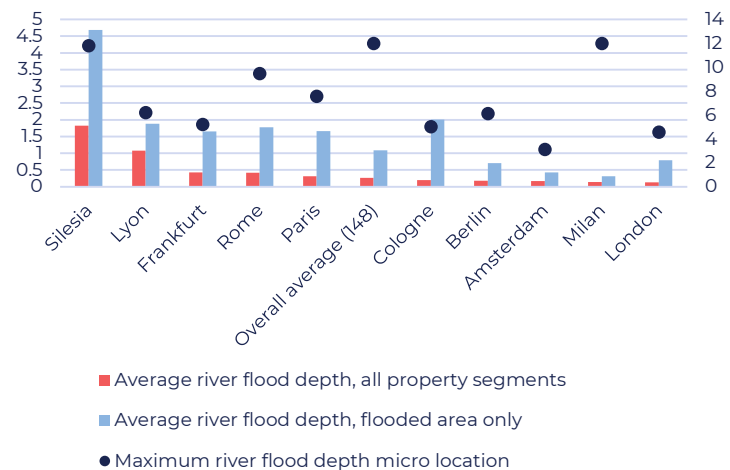 5
4.5
4
3.5
3
2.5
2
1.5
1
0.5
0
14
12
10
8
6
4
2
0
Silesia
Lyon
Frankfurt
Rome
Paris
Overall average (148)
Cologne
Berlin
Amsterdam
Milan
London
Average river flood depth, all property segments
Average river flood depth, flooded area only
Maximum river flood depth micro location